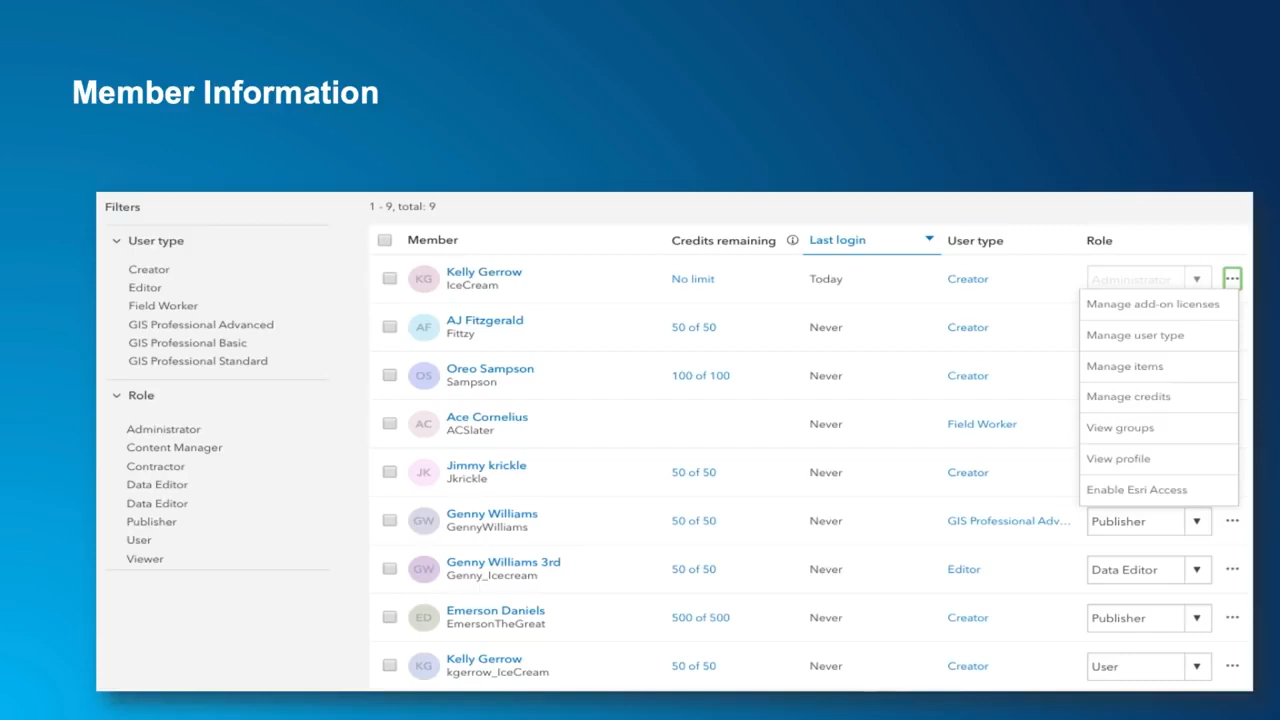 Member Information
Filters
1 - 9, total: 9
User type
Creator
Editor
Field Worker
GIS Professional Advanced
GIS Professional Basic
GIS Professional Standard
Role
Administrator
Content Manager
Contractor
Data Editor
Data Editor
Publisher
User
Viewer
Member Credits remaining Last login User type Role
KG Kelly Gerrow No limit Today Creator Administrator
IceCream
AF AJ Fitzgerald 50 of 50 Never Creator
Fittzy
OS Oreo Sampson 100 of 100 Never Creator
Sampson
AC Ace Cornelius Never Field Worker
ACSlater
JK Jimmy krickle 50 of 50 Never Creator
Jkrickle
GW Genny Williams 50 of 50 Never GIS Professional Adv... Publisher
GennyWilliams
GW Genny Williams 3rd 50 of 50 Never Editor Data Editor
Genny_Icecream
ED Emerson Daniels 500 of 500 Never Creator Publisher
EmersonTheGreat
KG Kelly Gerrow 50 of 50 Never Creator User
kgerrow_IceCream
Manage add-on licenses
Manage user type
Manage items
Manage credits
View groups
View profile
Enable Esri Access